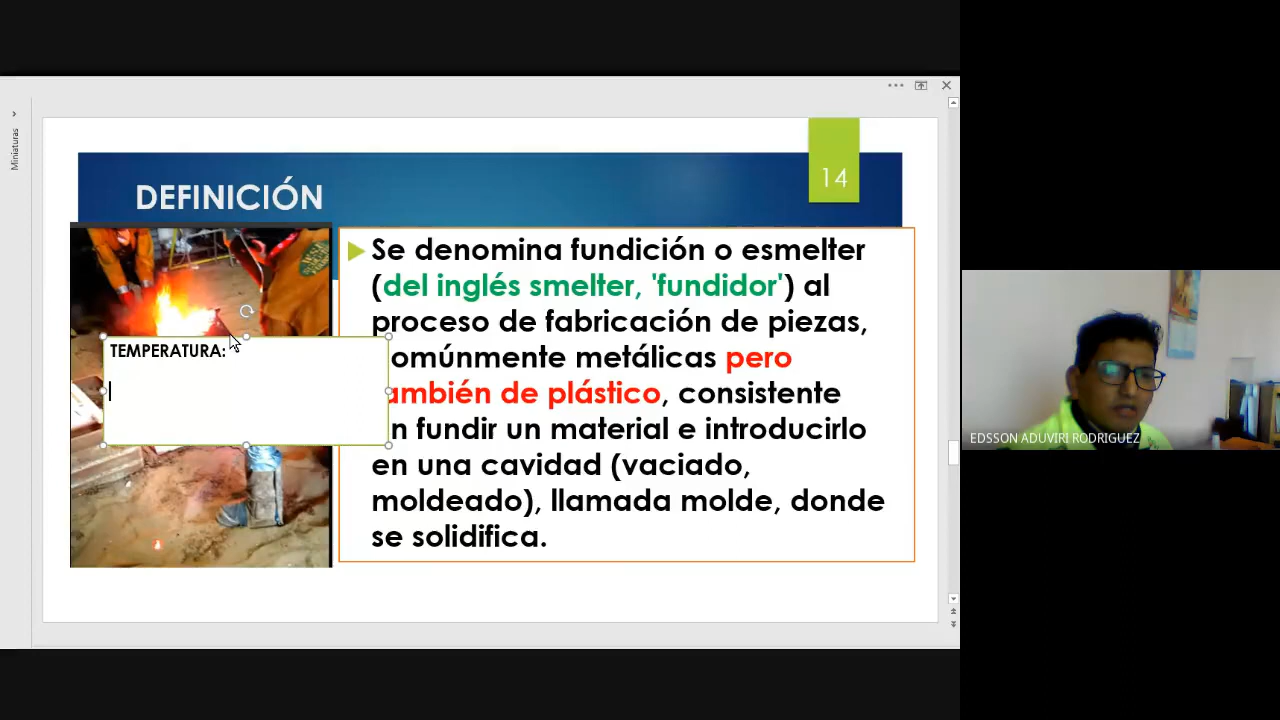 Miniaturas
14
DEFINICIÓN
Se denomina fundición o esmelter
(del inglés smelter, 'fundidor') al
proceso de fabricación de piezas,
omúnmente metálicas pero
ambién de plástico, consistente
n fundir un material e introducirlo
en una cavidad (vaciado,
moldeado), llamada molde, donde
se solidifica.
TEMPERATURA:
EDSSON ADUVIRI RODRIGUEZ